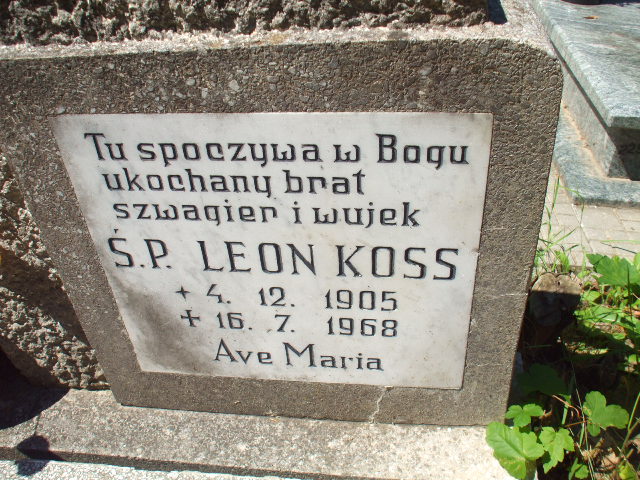 Tu spoczywa w Bogu
ukochany brat
szwagier i wujek
Ś.P. LEON KOSS
+ 4. 12. 1905
+ 16. 7. 1968
Ave Maria